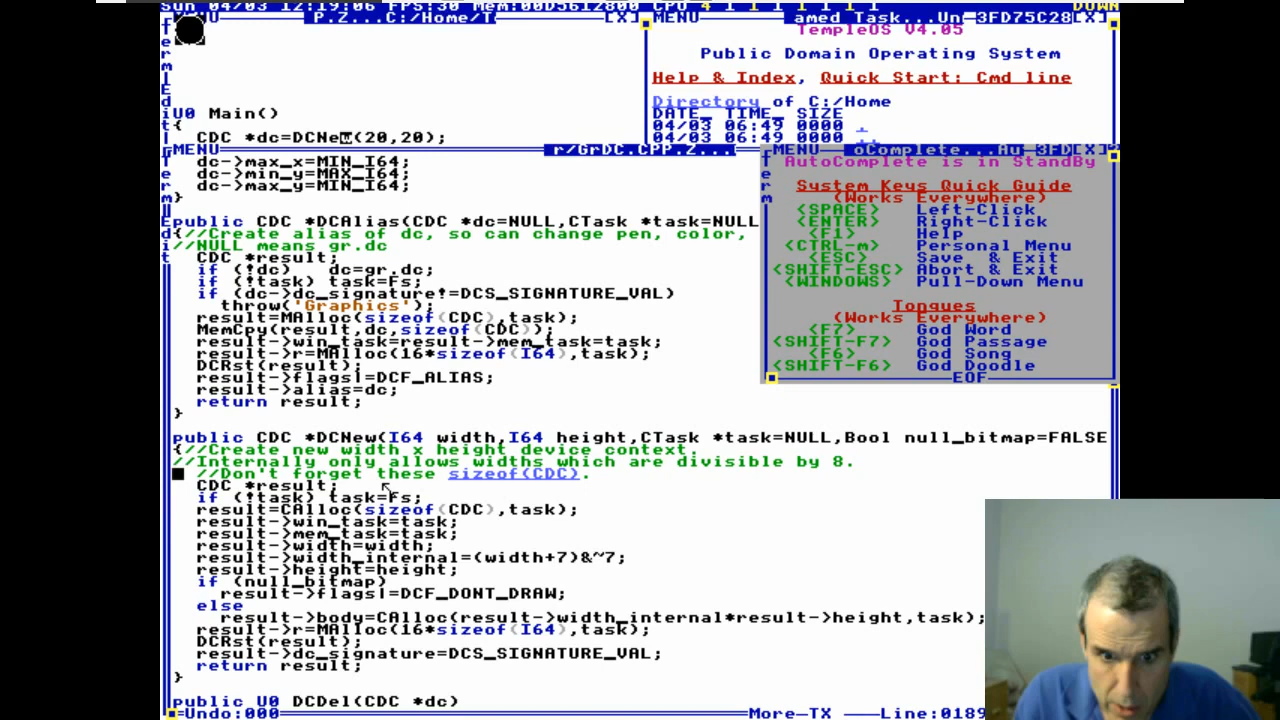 Sun 04/03 12:19:06 FPS:30 Mem:00D5612800 CPU 4 1 1 1 1 1 1 1 DOWN
MENU P.Z...C:/Home/T [X]
U0 Main()
{
CDC *dc=DCNew(20,20);
MENU amed Task...Un 3FD75C28[X]
TempleOS V4.05
Public Domain Operating System
Help & Index, Quick Start: Cmd line
Directory of C:/Home
DATE_ TIME_ SIZE
04/03 06:49 0000 .
04/03 06:49 0000 ..
MENU r/GrDC.CPP.Z...
dc->max_x=MIN_I64;
dc->min_y=MAX_I64;
dc->max_y=MIN_I64;
}
public CDC *DCAlias(CDC *dc=NULL,CTask *task=NULL
{//Create alias of dc, so can change pen, color,
//NULL means gr.dc
CDC *result;
if (!dc) dc=gr.dc;
if (!task) task=Fs;
if (dc->dc_signature!=DCS_SIGNATURE_VAL)
throw('Graphics');
result=MAlloc(sizeof(CDC),task);
MemCpy(result,dc,sizeof(CDC));
result->win_task=result->mem_task=task;
result->r=MAlloc(16*sizeof(I64),task);
DCRst(result);
result->flags|=DCF_ALIAS;
result->alias=dc;
return result;
}
public CDC *DCNew(I64 width,I64 height,CTask *task=NULL,Bool null_bitmap=FALSE
{//Create new width x height device context.
//Internally only allows widths which are divisible by 8.
//Don't forget these sizeof(CDC).
CDC *result;
if (!task) task=Fs;
result=CAlloc(sizeof(CDC),task);
result->win_task=task;
result->mem_task=task;
result->width=width;
result->width_internal=(width+7)&~7;
result->height=height;
if (null_bitmap)
result->flags|=DCF_DONT_DRAW;
else
result->body=CAlloc(result->width_internal*result->height,task);
result->r=MAlloc(16*sizeof(I64),task);
DCRst(result);
result->dc_signature=DCS_SIGNATURE_VAL;
return result;
}
public U0 DCDel(CDC *dc)
Undo:000 More-TX Line:0189
MENU oComplete...Au 3FD [X]
AutoComplete is in StandBy
System Keys Quick Guide
(Works Everywhere)
<SPACE> Left-Click
<ENTER> Right-Click
<F1> Help
<CTRL-m> Personal Menu
<ESC> Save & Exit
<SHIFT-ESC> Abort & Exit
<WINDOWS> Pull-Down Menu
Tongues
(Works Everywhere)
<F7> God Word
<SHIFT-F7> God Passage
<F6> God Song
<SHIFT-F6> God Doodle
EOF